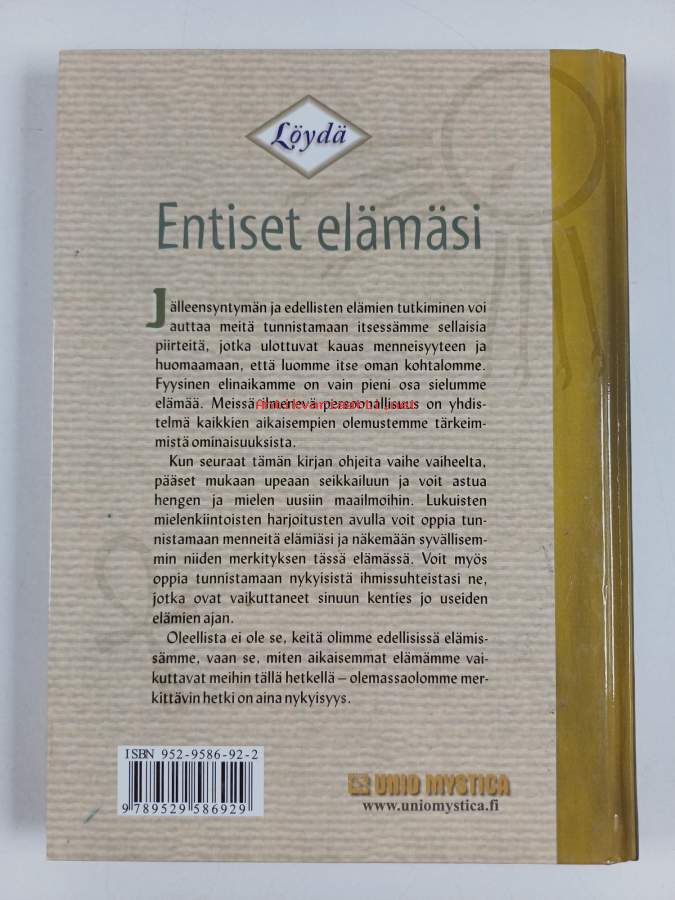 Löydä
Entiset elämäsi
Jälleensyntymän ja edellisten elämien tutkiminen voi
auttaa meitä tunnistamaan itsessämme sellaisia
piirteitä, jotka ulottuvat kauas menneisyyteen ja
huomaamaan, että luomme itse oman kohtalomme.
Fyysinen elinaikamme on vain pieni osa sielumme
elämää. Meissä ilmenevä persoonallisuus on yhdis-
telmä kaikkien aikaisempien olemustemme tärkeim-
mistä ominaisuuksista.
Kun seuraat tämän kirjan ohjeita vaihe vaiheelta,
pääset mukaan upeaan seikkailuun ja voit astua
hengen ja mielen uusiin maailmoihin. Lukuisten
mielenkiintoisten harjoitusten avulla voit oppia tun-
nistamaan menneitä elämiäsi ja näkemään syvällisem-
min niiden merkityksen tässä elämässä. Voit myös
oppia tunnistamaan nykyisistä ihmissuhteistasi ne,
jotka ovat vaikuttaneet sinuun kenties jo useiden
elämien ajan.
Oleellista ei ole se, keitä olimme edellisissä elämis-
sämme, vaan se, miten aikaisemmat elämämme vai-
kuttavat meihin tällä hetkellä – olemassaolomme mer-
kittävin hetki on aina nykyisyys.
ISBN 952-9586-92-2
9 789529 586929
UNIO MYSTICA
www.uniomystica.fi